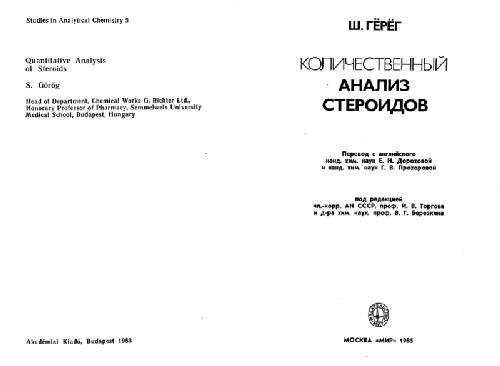 Studies in Analytical Chemistry 5
Quantitative Analysis
of Steroids
S. Görög
Head of Department, Chemical Works G. Richter Ltd.,
Honorary Professor of Pharmacy, Semmelweis University
Medical School, Budapest, Hungary
Akadémiai Kiadó, Budapest 1983
Ш. ГЁРЁГ
КОЛИЧЕСТВЕННЫЙ
АНАЛИЗ
СТЕРОИДОВ
Перевод с английского
канд. хим. наук Е. Н. Дороховой
и канд. хим. наук Г. В. Прохоровой
под редакцией
чл.-корр. АН СССР, проф. И. В. Торгова
и д-ра хим. наук, проф. В. Г. Березкина
МОСКВА «МИР» 1985